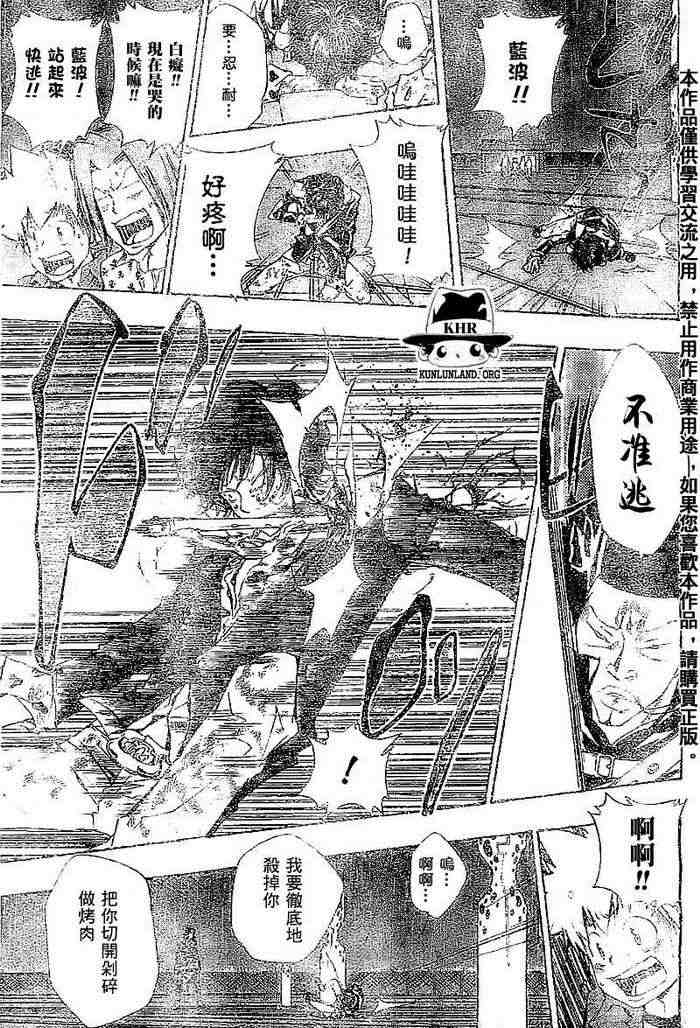 藍波!!
嗚…
要…忍…耐…
白癡!!
現在是哭的
時候嘛!!
藍波!!
站起來
快逃!!
嗚哇哇哇哇!
好疼啊…
KHR
KUNLUNLAND.ORG
不准逃
!
啊啊!!
嗚…
啊啊…
我要徹底地
殺掉你
把你切開剁碎
做烤肉
本作品僅供學習交流之用，禁止用作商業用途—如果您喜歡本作品，請購買正版。